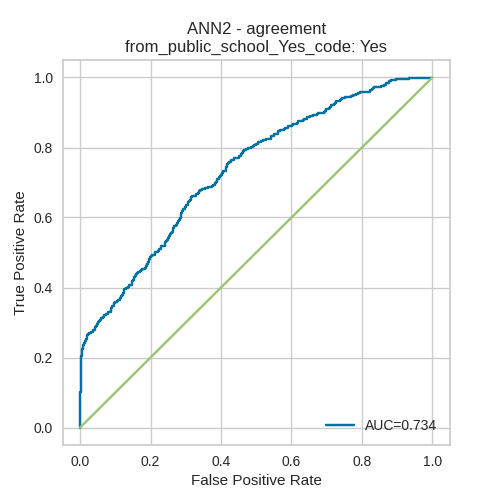 ANN2 - agreement
from_public_school_Yes_code: Yes
True Positive Rate
1.0
0.8
0.6
0.4
0.2
0.0
AUC=0.734
0.0 0.2 0.4 0.6 0.8 1.0
False Positive Rate